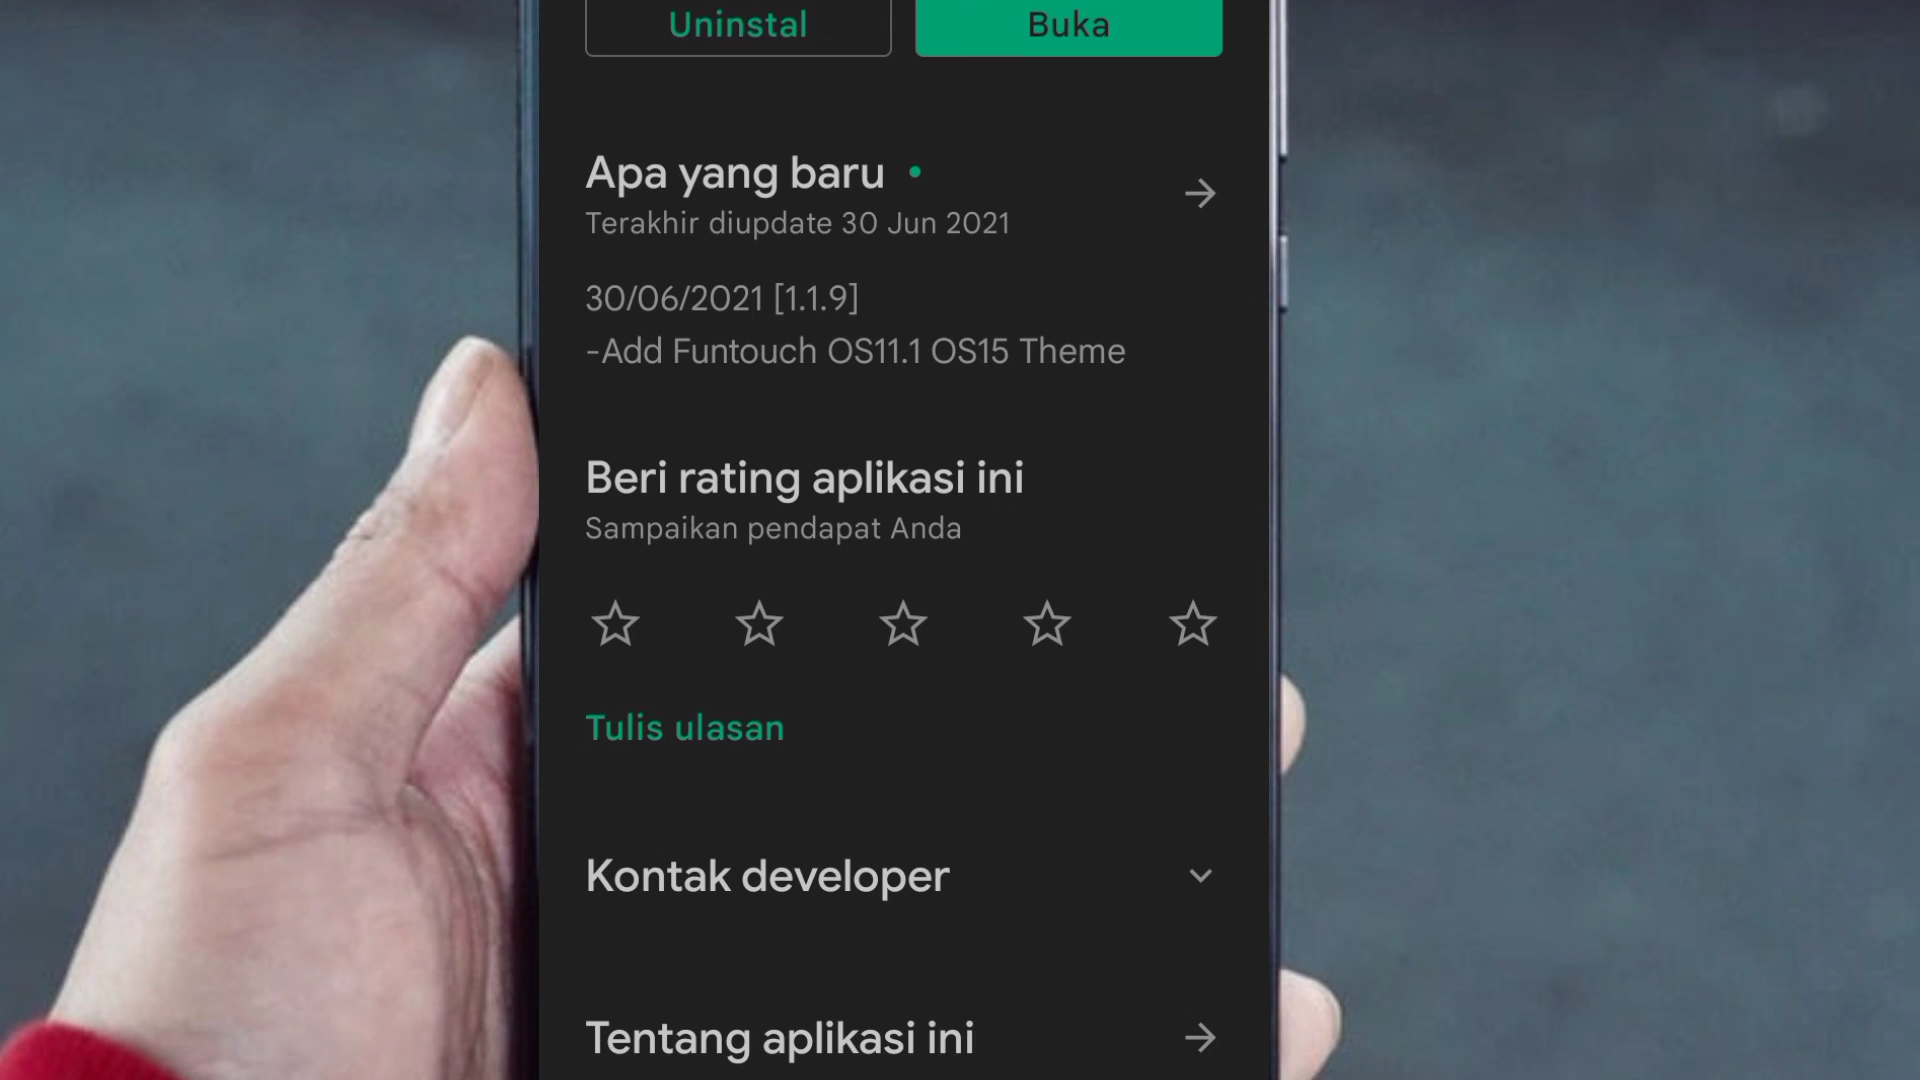 Uninstal
Buka
Apa yang baru
Terakhir diupdate 30 Jun 2021
30/06/2021 [1.1.9]
-Add Funtouch OS11.1 OS15 Theme
Beri rating aplikasi ini
Sampaikan pendapat Anda
Tulis ulasan
Kontak developer
Tentang aplikasi ini